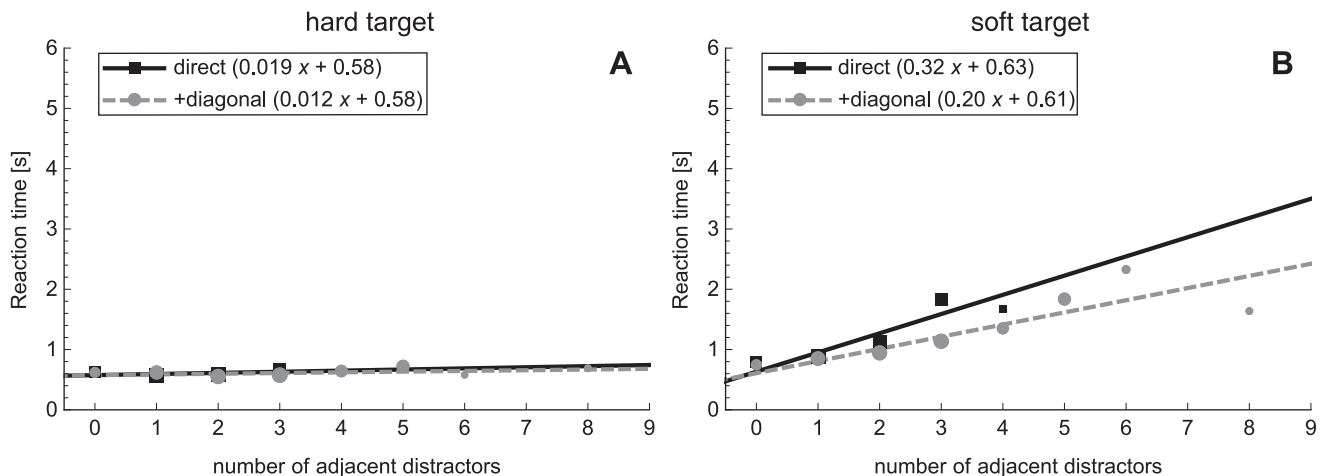 hard target
A
direct (0.019 x + 0.58)
+diagonal (0.012 x + 0.58)
Reaction time [s]
6
5
4
3
2
1
0
0 1 2 3 4 5 6 7 8 9
number of adjacent distractors
soft target
B
direct (0.32 x + 0.63)
+diagonal (0.20 x + 0.61)
Reaction time [s]
6
5
4
3
2
1
0
0 1 2 3 4 5 6 7 8 9
number of adjacent distractors